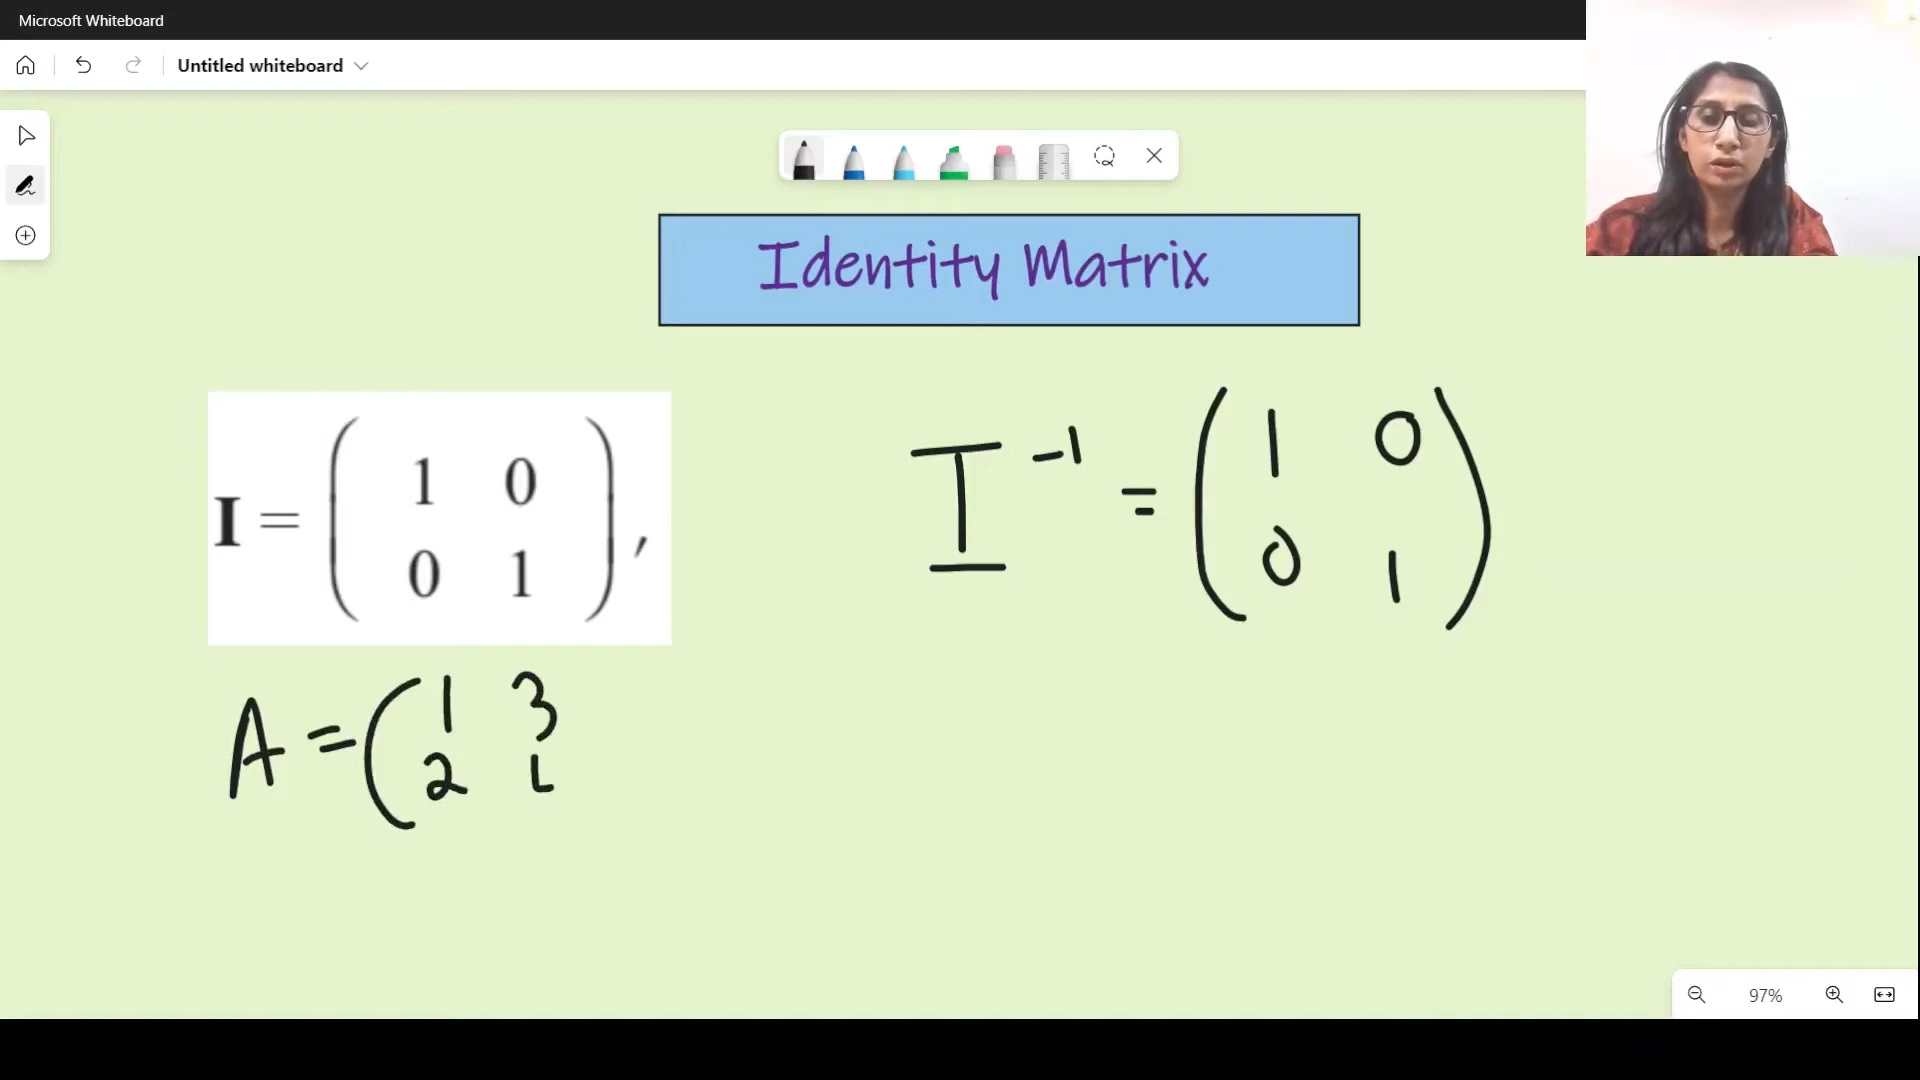 Microsoft Whiteboard
Untitled whiteboard
Identity Matrix
I = ( 1 0
0 1 ),
I⁻¹ = ( 1 0
0 1 )
A = ( 1 3
2
97%